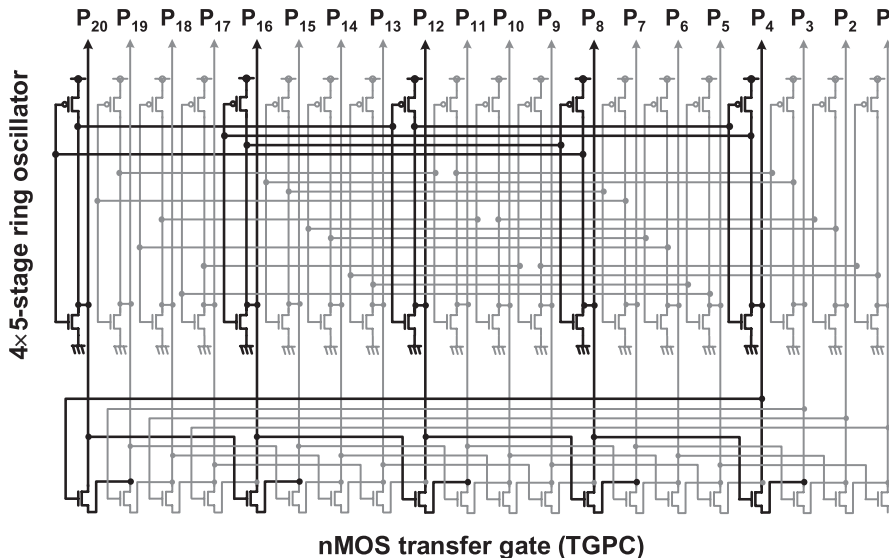 P20 P19 P18 P17 P16 P15 P14 P13 P12 P11 P10 P9 P8 P7 P6 P5 P4 P3 P2 P
4×5-stage ring oscillator
nMOS transfer gate (TGPC)